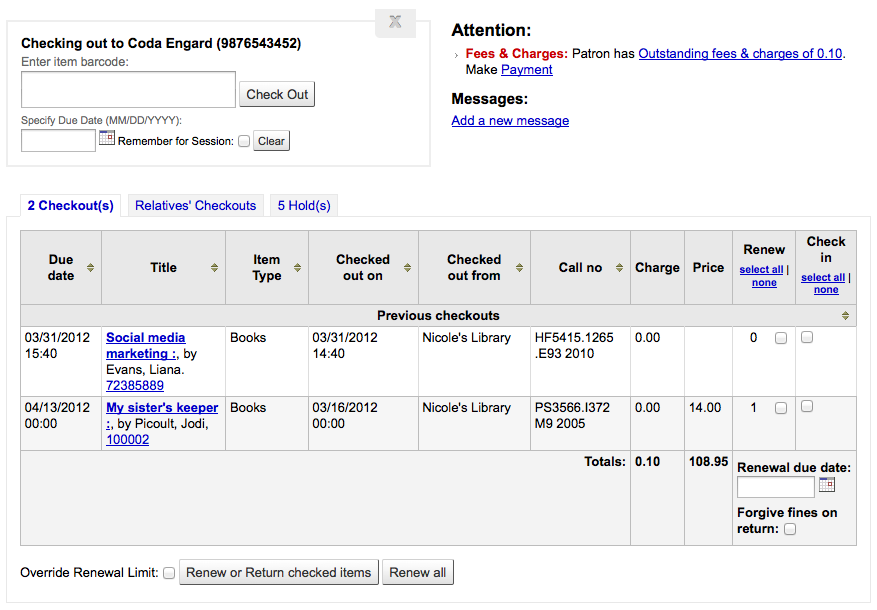 X
Checking out to Coda Engard (9876543452)
Enter item barcode:
Check Out
Specify Due Date (MM/DD/YYYY):
Remember for Session:
Clear
Attention:
Fees & Charges: Patron has Outstanding fees & charges of 0.10.
Make Payment
Messages:
Add a new message
2 Checkout(s) Relatives' Checkouts 5 Hold(s)
Due date Title Item Type Checked out on Checked out from Call no Charge Price Renew select all | none Check in select all | none
Previous checkouts
03/31/2012 Social media Books 03/31/2012 Nicole's Library HF5415.1265 0.00 0
15:40 marketing :, by 14:40 .E93 2010
Evans, Liana.
72385889
04/13/2012 My sister's keeper Books 03/16/2012 Nicole's Library PS3566.I372 0.00 14.00 1
00:00 :, by Picoult, Jodi, 00:00 M9 2005
100002
Totals: 0.10 108.95 Renewal due date:
Forgive fines on
return:
Override Renewal Limit: Renew or Return checked items Renew all